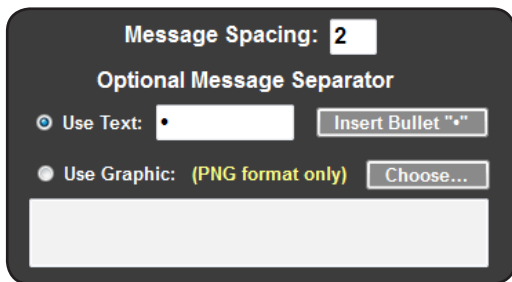 Message Spacing: 2
Optional Message Separator
Use Text: • Insert Bullet "•"
Use Graphic: (PNG format only) Choose...